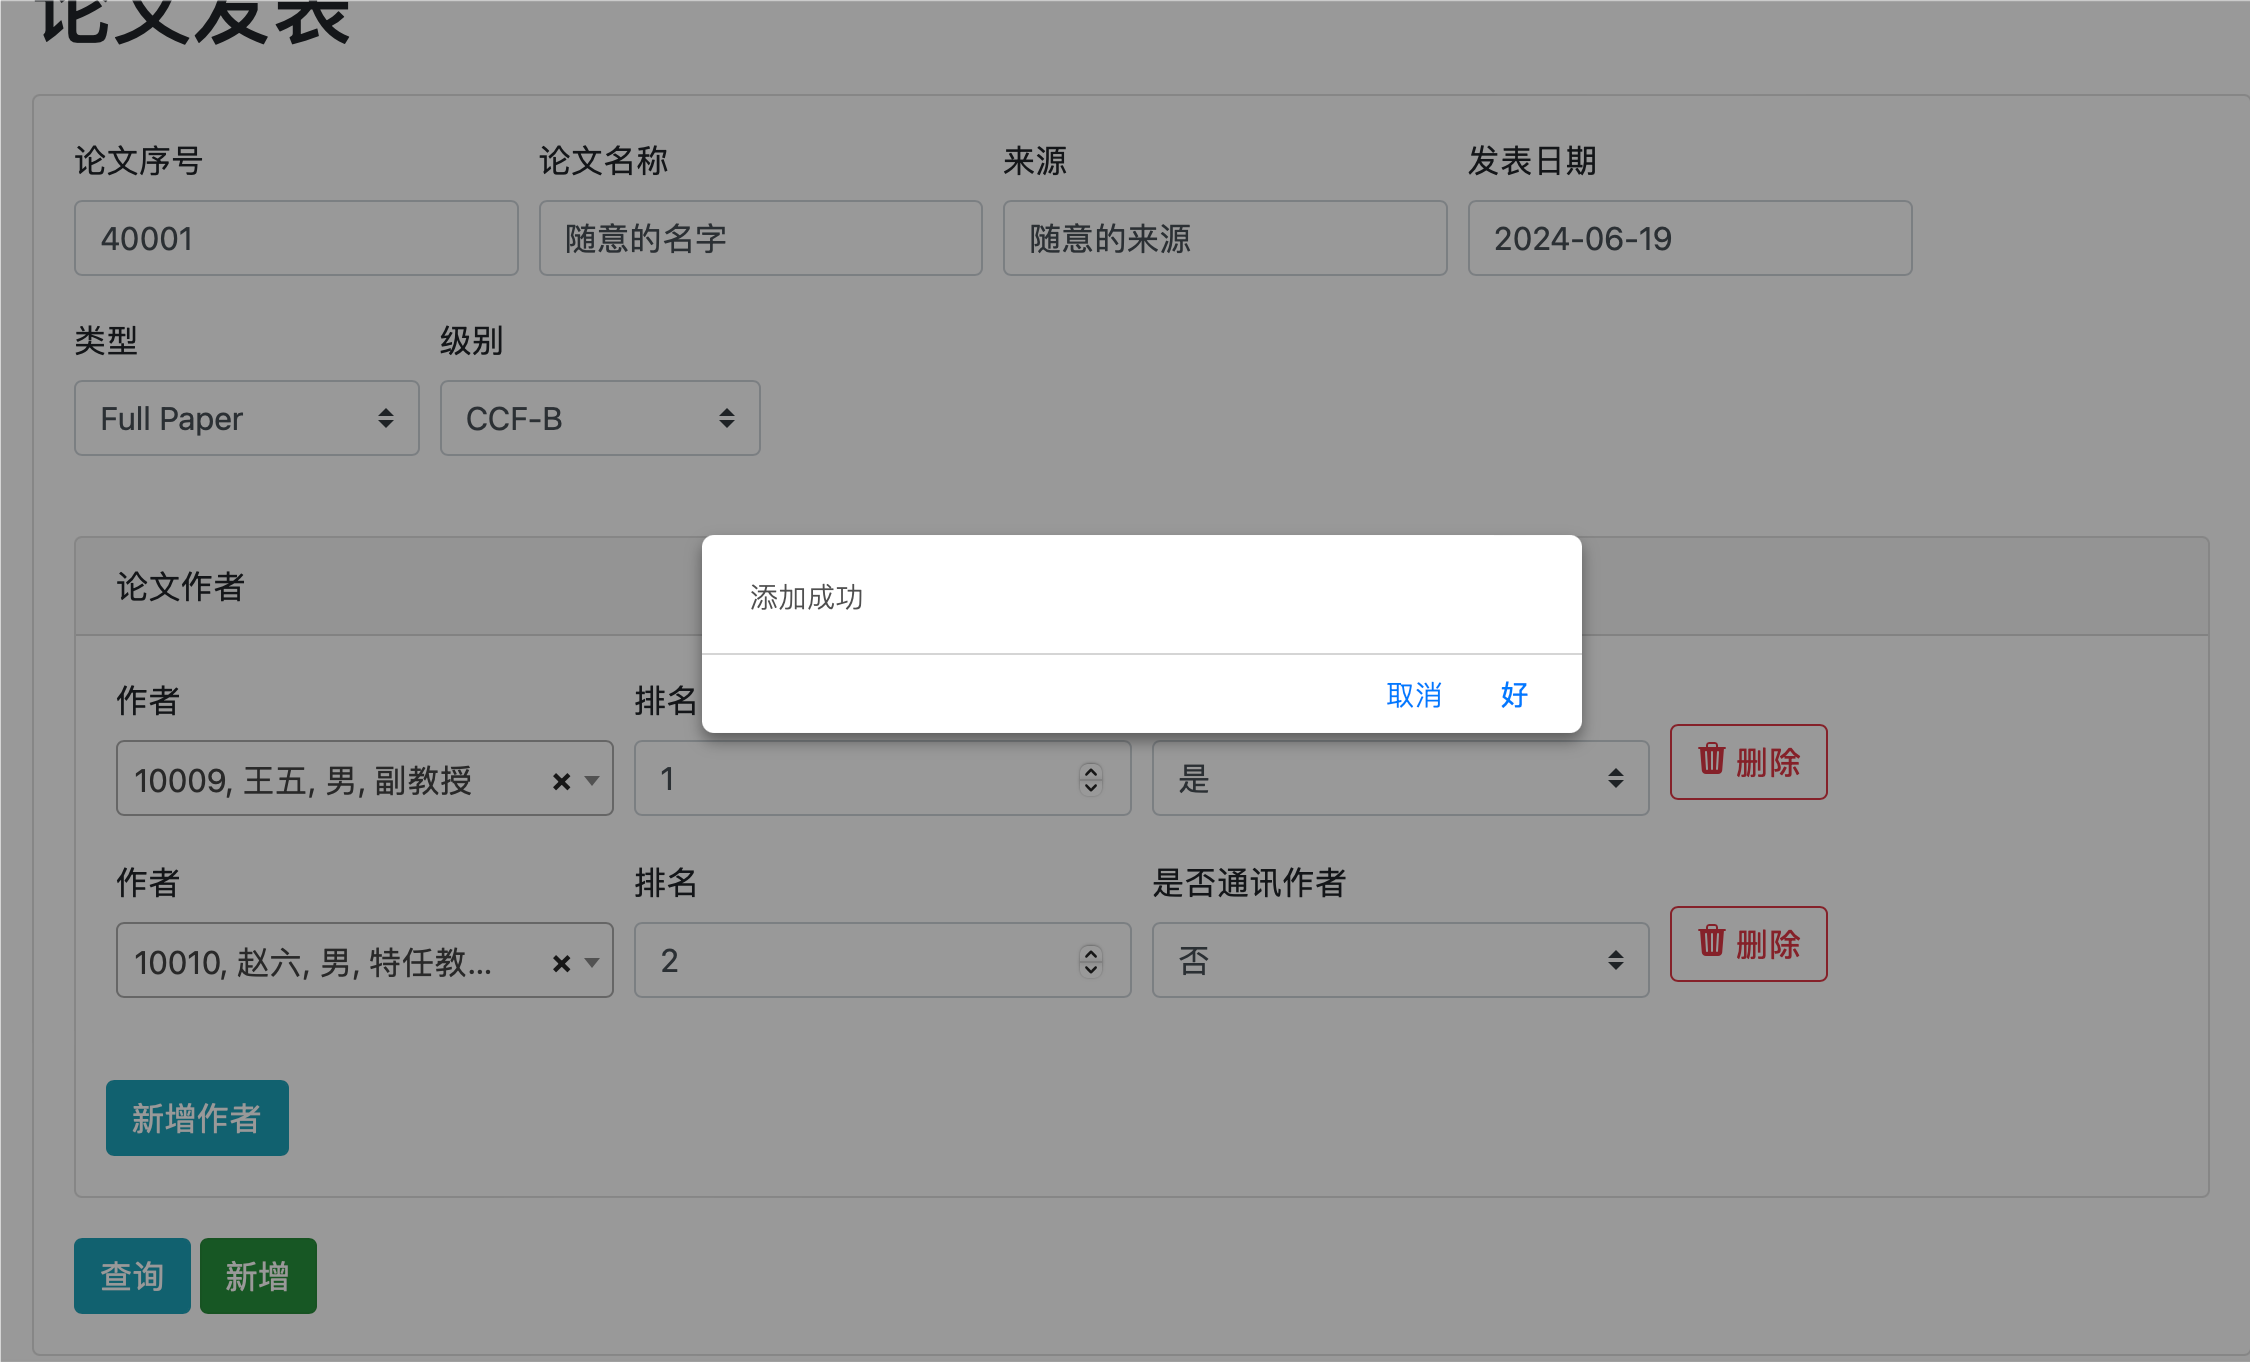 论文发表
论文序号 论文名称 来源 发表日期
40001 随意的名字 随意的来源 2024-06-19
类型 级别
Full Paper CCF-B
论文作者
添加成功
取消 好
作者 排名
10009, 王五, 男, 副教授 × 1 是 删除
作者 排名 是否通讯作者
10010, 赵六, 男, 特任教... × 2 否 删除
新增作者
查询 新增